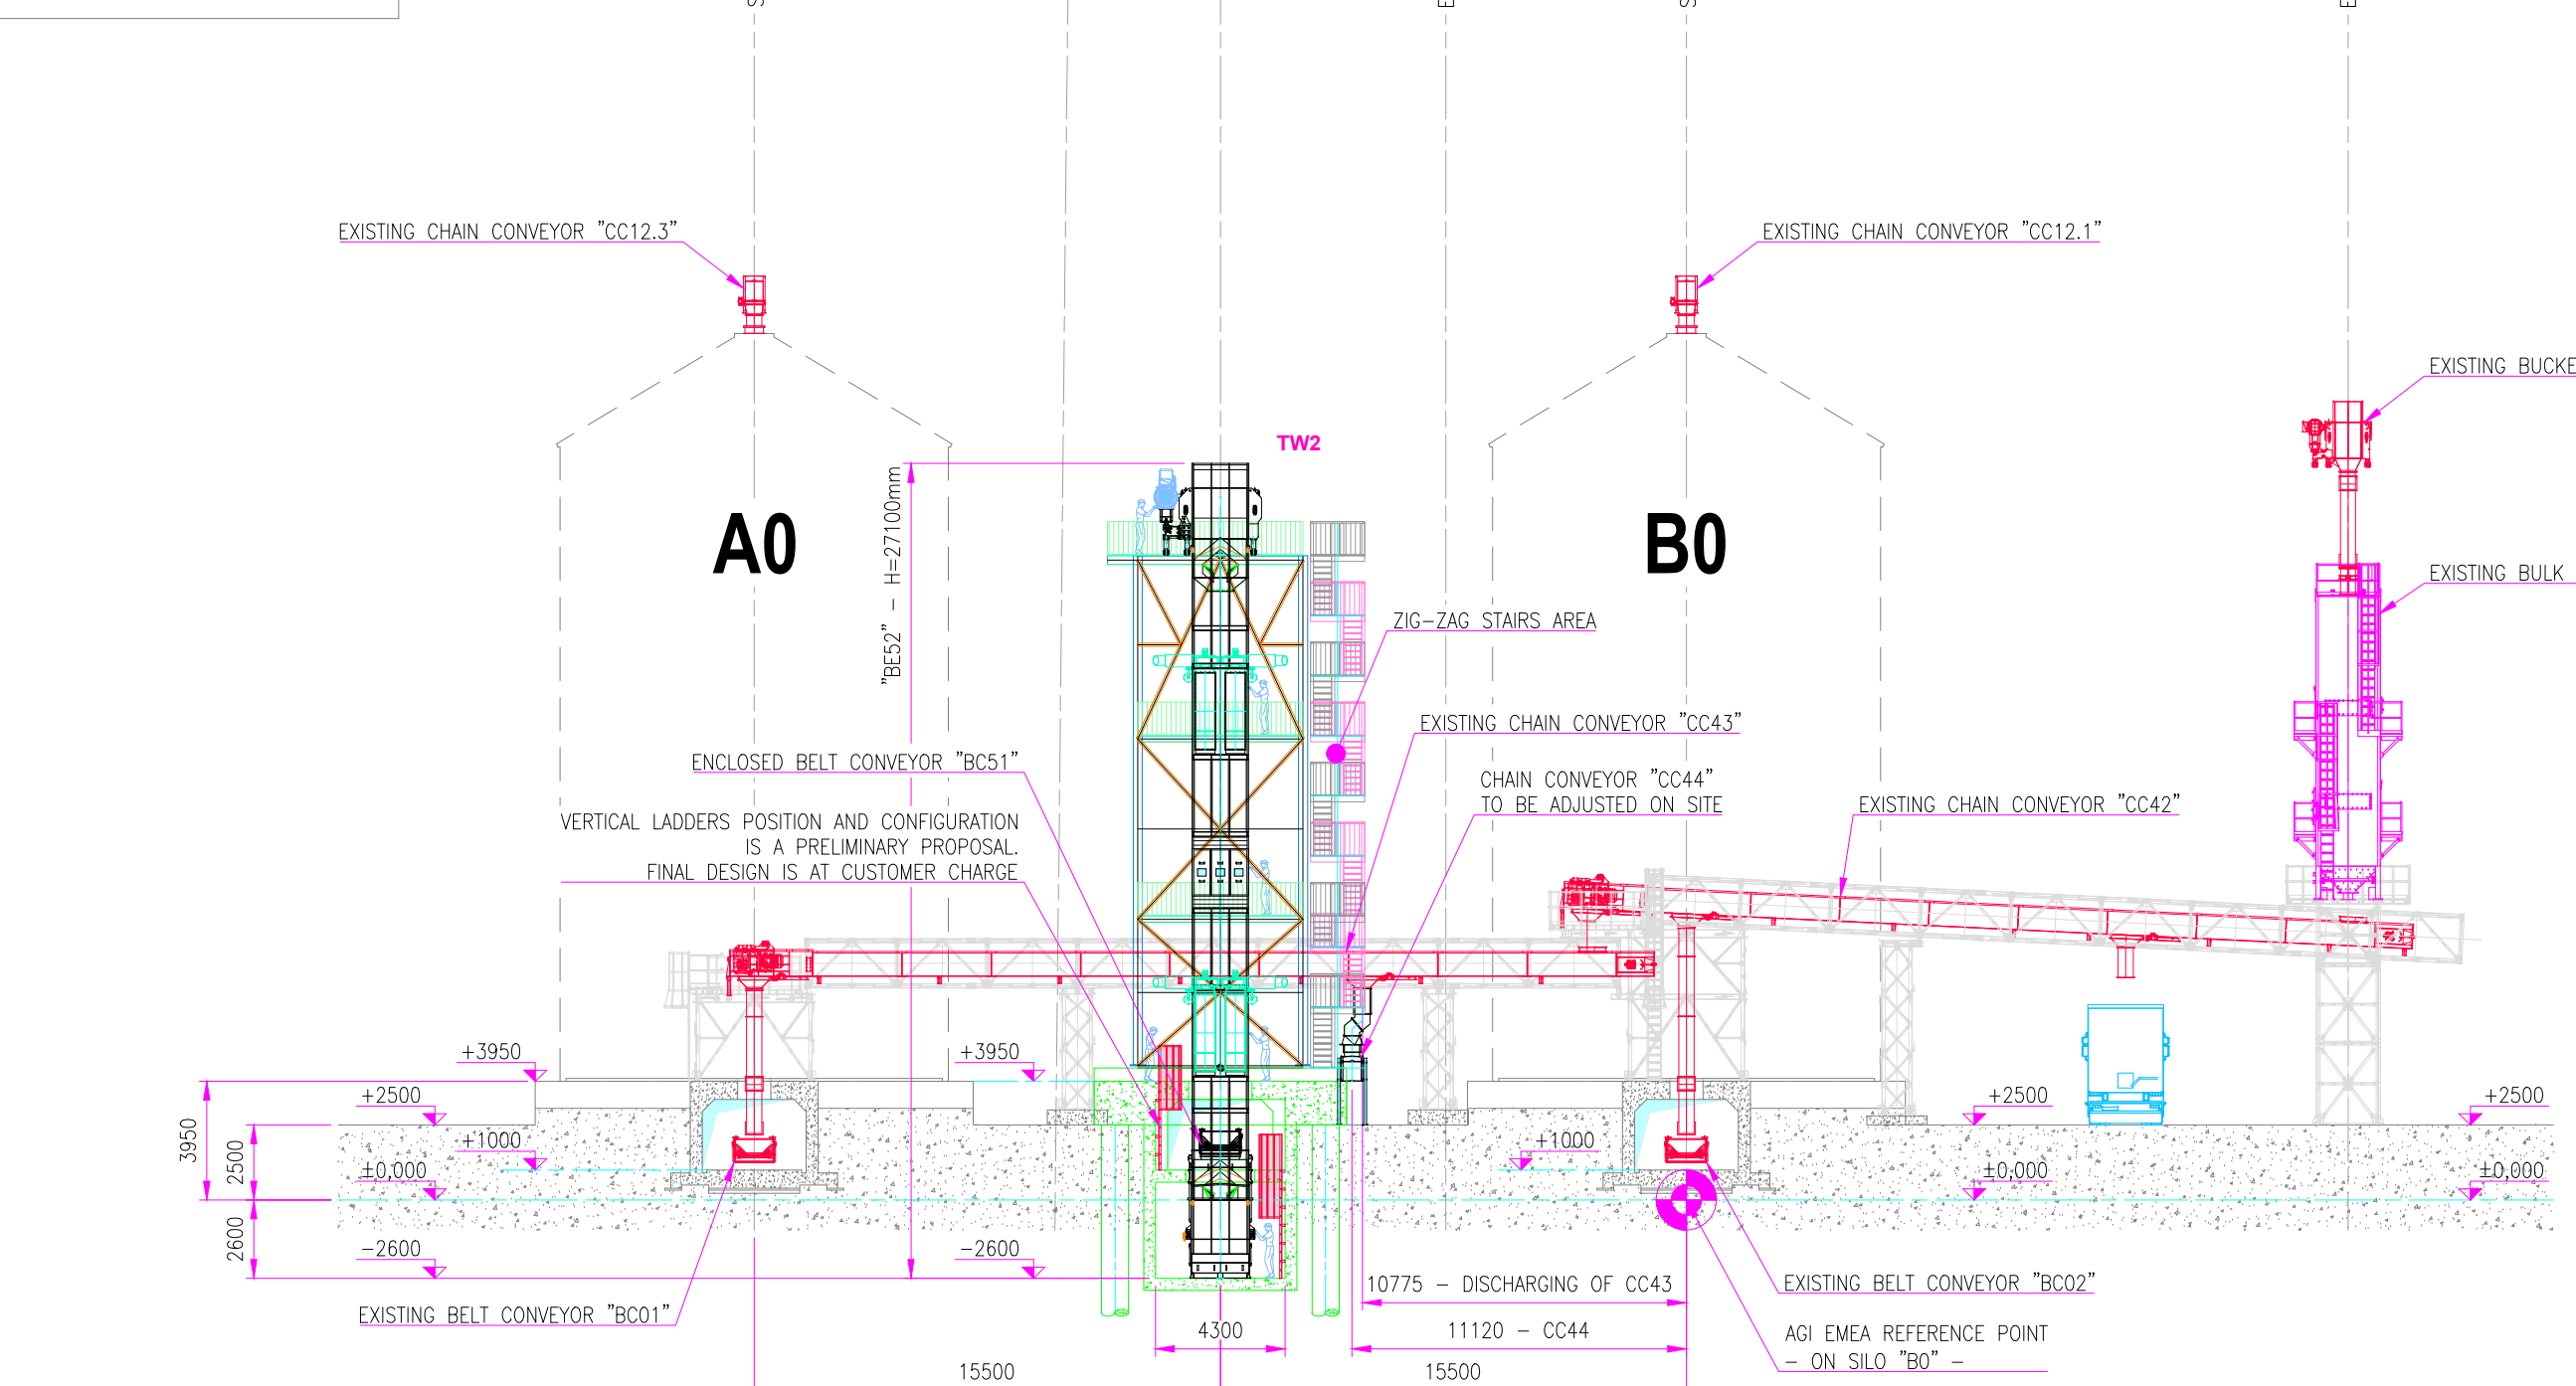 EXISTING CHAIN CONVEYOR "CC12.3"
EXISTING CHAIN CONVEYOR "CC12.1"
EXISTING BULK
TW2
A0
B0
"BE52" - H=27100mm
ZIG-ZAG STAIRS AREA
EXISTING CHAIN CONVEYOR "CC43"
ENCLOSED BELT CONVEYOR "BC51"
CHAIN CONVEYOR "CC44"
TO BE ADJUSTED ON SITE
EXISTING CHAIN CONVEYOR "CC42"
VERTICAL LADDERS POSITION AND CONFIGURATION
IS A PRELIMINARY PROPOSAL.
FINAL DESIGN IS AT CUSTOMER CHARGE
+3950
+3950
+2500
+2500
+2500
+1000
+1000
±0,000
±0,000
±0,000
3950
2500
2600
-2600
-2600
EXISTING BELT CONVEYOR "BC01"
10775 - DISCHARGING OF CC43
EXISTING BELT CONVEYOR "BC02"
4300
11120 - CC44
AGI EMEA REFERENCE POINT
- ON SILO "B0" -
15500
15500
EXISTING